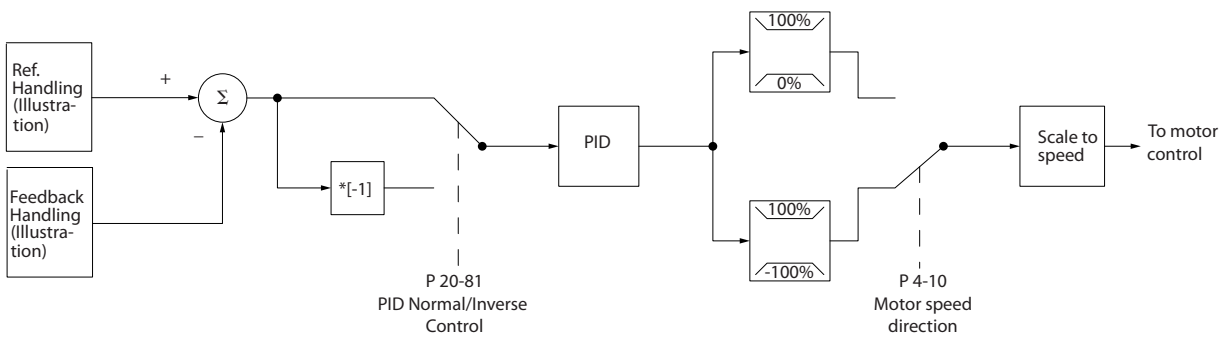 Ref.
Handling
(Illustra-
tion)
+
Σ
−
Feedback
Handling
(Illustra-
tion)
*[-1]
P 20-81
PID Normal/Inverse
Control
PID
100%
0%
100%
-100%
P 4-10
Motor speed
direction
Scale to
speed
To motor
control